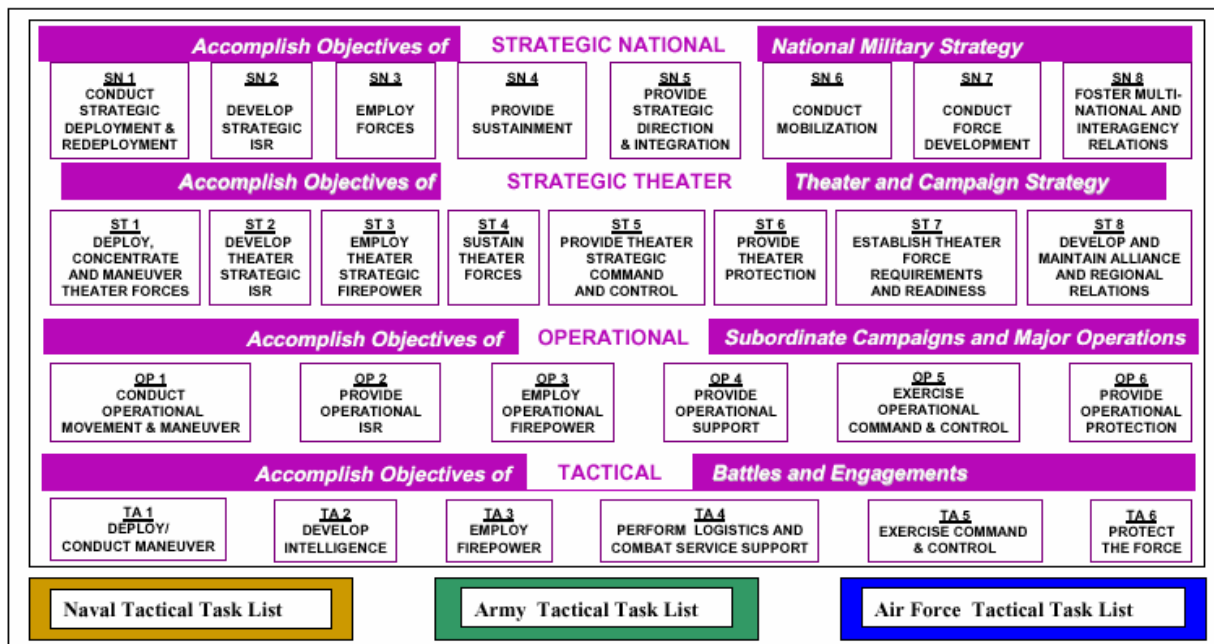 Accomplish Objectives of STRATEGIC NATIONAL National Military Strategy
SN 1
CONDUCT
STRATEGIC
DEPLOYMENT &
REDEPLOYMENT
SN 2
DEVELOP
STRATEGIC
ISR
SN 3
EMPLOY
FORCES
SN 4
PROVIDE
SUSTAINMENT
SN 5
PROVIDE
STRATEGIC
DIRECTION
& INTEGRATION
SN 6
CONDUCT
MOBILIZATION
SN 7
CONDUCT
FORCE
DEVELOPMENT
SN 8
FOSTER MULTI-
NATIONAL AND
INTERAGENCY
RELATIONS
Accomplish Objectives of STRATEGIC THEATER Theater and Campaign Strategy
ST 1
DEPLOY,
CONCENTRATE
AND MANEUVER
THEATER FORCES
ST 2
DEVELOP
THEATER
STRATEGIC
ISR
ST 3
EMPLOY
THEATER
STRATEGIC
FIREPOWER
ST 4
SUSTAIN
THEATER
FORCES
ST 5
PROVIDE THEATER
STRATEGIC
COMMAND
AND CONTROL
ST 6
PROVIDE
THEATER
PROTECTION
ST 7
ESTABLISH THEATER
FORCE
REQUIREMENTS
AND READINESS
ST 8
DEVELOP AND
MAINTAIN ALLIANCE
AND REGIONAL
RELATIONS
Accomplish Objectives of OPERATIONAL Subordinate Campaigns and Major Operations
OP 1
CONDUCT
OPERATIONAL
MOVEMENT & MANEUVER
OP 2
PROVIDE
OPERATIONAL
ISR
OP 3
EMPLOY
OPERATIONAL
FIREPOWER
OP 4
PROVIDE
OPERATIONAL
SUPPORT
OP 5
EXERCISE
OPERATIONAL
COMMAND & CONTROL
OP 6
PROVIDE
OPERATIONAL
PROTECTION
Accomplish Objectives of TACTICAL Battles and Engagements
TA 1
DEPLOY/
CONDUCT MANEUVER
TA 2
DEVELOP
INTELLIGENCE
TA 3
EMPLOY
FIREPOWER
TA 4
PERFORM LOGISTICS AND
COMBAT SERVICE SUPPORT
TA 5
EXERCISE COMMAND
& CONTROL
TA 6
PROTECT
THE FORCE
Naval Tactical Task List
Army Tactical Task List
Air Force Tactical Task List